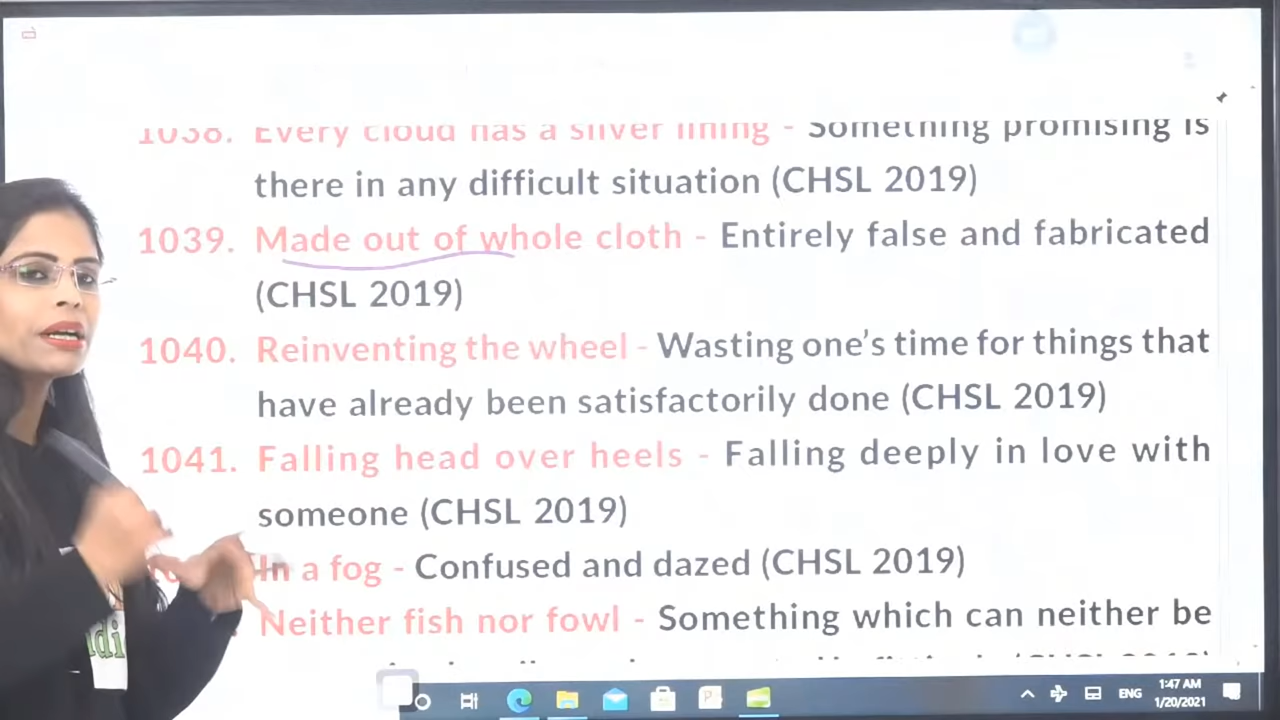 1038. Every cloud has a silver lining - Something promising is
there in any difficult situation (CHSL 2019)
1039. Made out of whole cloth - Entirely false and fabricated
(CHSL 2019)
1040. Reinventing the wheel - Wasting one's time for things that
have already been satisfactorily done (CHSL 2019)
1041. Falling head over heels - Falling deeply in love with
someone (CHSL 2019)
In a fog - Confused and dazed (CHSL 2019)
Neither fish nor fowl - Something which can neither be
ENG
1:47 AM
1/20/2021